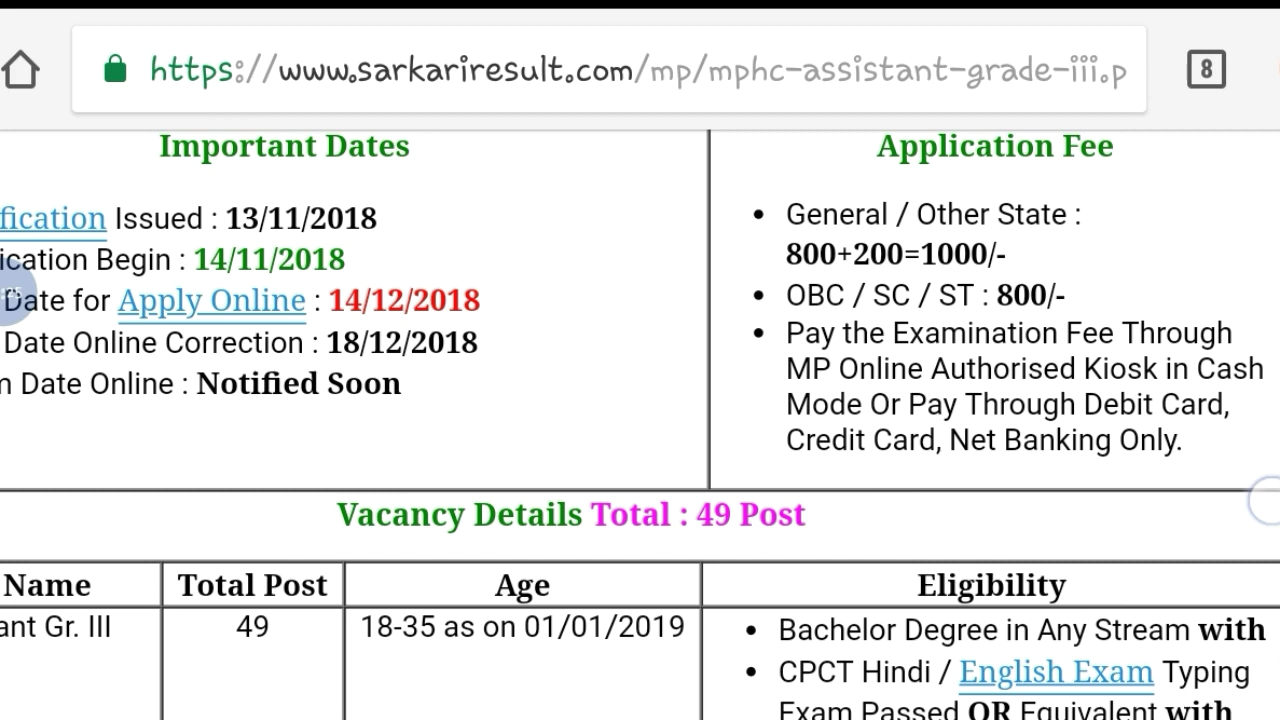 https://www.sarkariresult.com/mp/mphc-assistant-grade-iii.p
8
Important Dates
fication Issued : 13/11/2018
ication Begin : 14/11/2018
Date for Apply Online : 14/12/2018
Date Online Correction : 18/12/2018
m Date Online : Notified Soon
Application Fee
• General / Other State :
800+200=1000/-
• OBC / SC / ST : 800/-
• Pay the Examination Fee Through
MP Online Authorised Kiosk in Cash
Mode Or Pay Through Debit Card,
Credit Card, Net Banking Only.
Vacancy Details Total : 49 Post
Name Total Post Age Eligibility
ant Gr. III 49 18-35 as on 01/01/2019
• Bachelor Degree in Any Stream with
• CPCT Hindi / English Exam Typing
Exam Passed OR Equivalent with